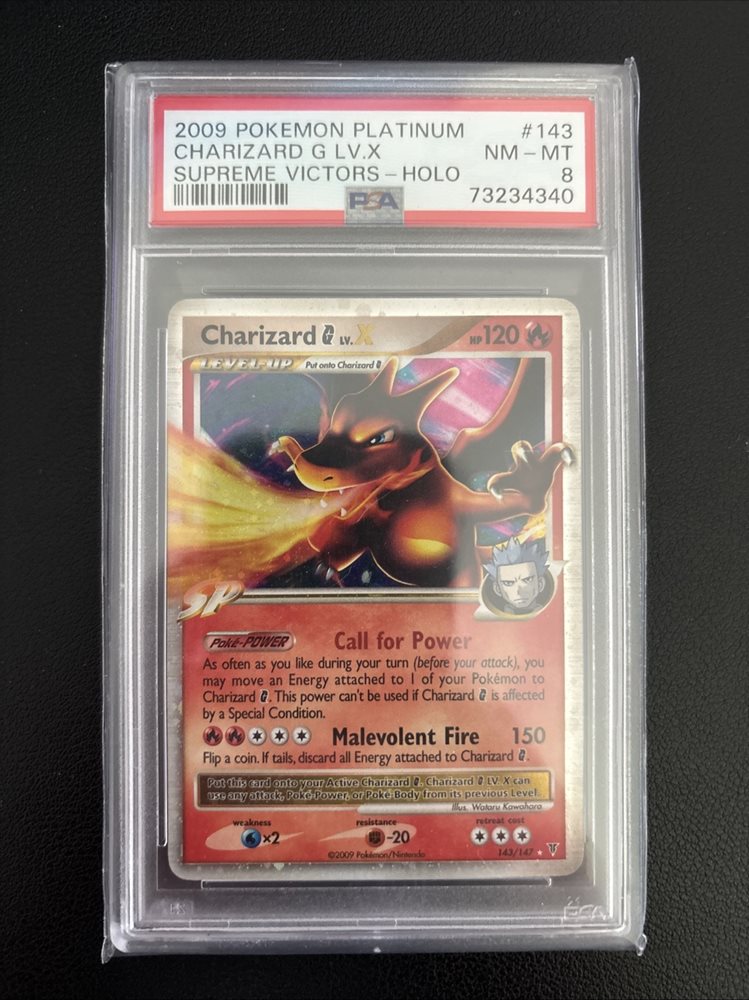 2009 POKEMON PLATINUM #143
CHARIZARD G LV.X NM - MT
SUPREME VICTORS - HOLO 8
PSA 73234340
Charizard G LV.X HP 120
LEVEL-UP Put onto Charizard G
SP
Poké-POWER Call for Power
As often as you like during your turn (before your attack), you
may move an Energy attached to 1 of your Pokémon to
Charizard G. This power can't be used if Charizard G is affected
by a Special Condition.
Malevolent Fire 150
Flip a coin. If tails, discard all Energy attached to Charizard G.
Put this card onto your Active Charizard G. Charizard G LV. X can
use any attack, Poké-Power, or Poké-Body from its previous Level.
Illus. Wataru Kawahara
weakness resistance retreat cost
×2 -20
©2009 Pokémon/Nintendo 143/147